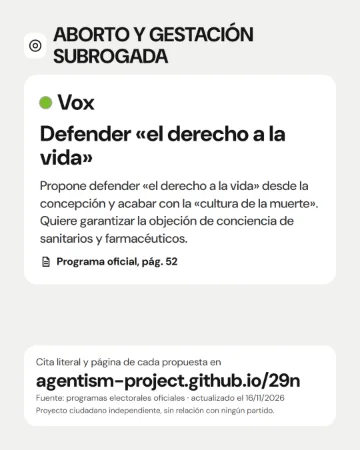 ABORTO Y GESTACIÓN
SUBROGADA
Vox
Defender «el derecho a la
vida»
Propone defender «el derecho a la vida» desde la
concepción y acabar con la «cultura de la muerte».
Quiere garantizar la objeción de conciencia de
sanitarios y farmacéuticos.
Programa oficial, pág. 52
Cita literal y página de cada propuesta en
agentism-project.github.io/29n
Fuente: programas electorales oficiales · actualizado el 16/11/2026
Proyecto ciudadano independiente, sin relación con ningún partido.